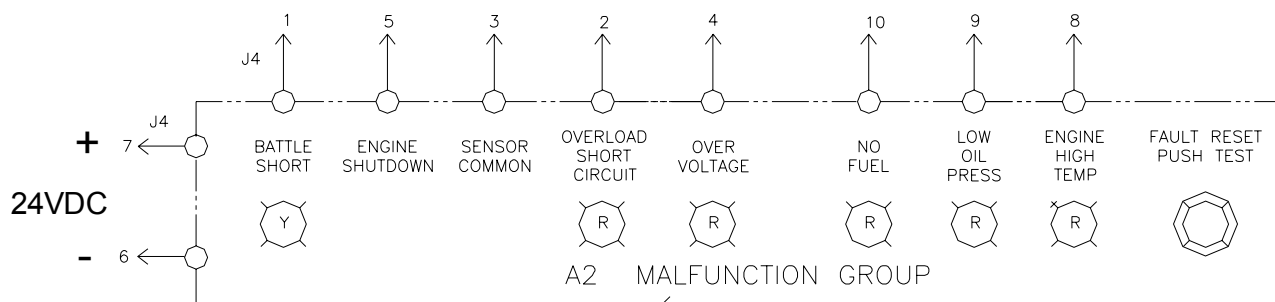 1 5 3 2 4 10 9 8
J4
+ 7 J4
BATTLE SHORT
ENGINE SHUTDOWN
SENSOR COMMON
OVERLOAD SHORT CIRCUIT
OVER VOLTAGE
NO FUEL
LOW OIL PRESS
ENGINE HIGH TEMP
FAULT RESET
PUSH TEST
24VDC
Y R R R R R
- 6
A2 MALFUNCTION GROUP